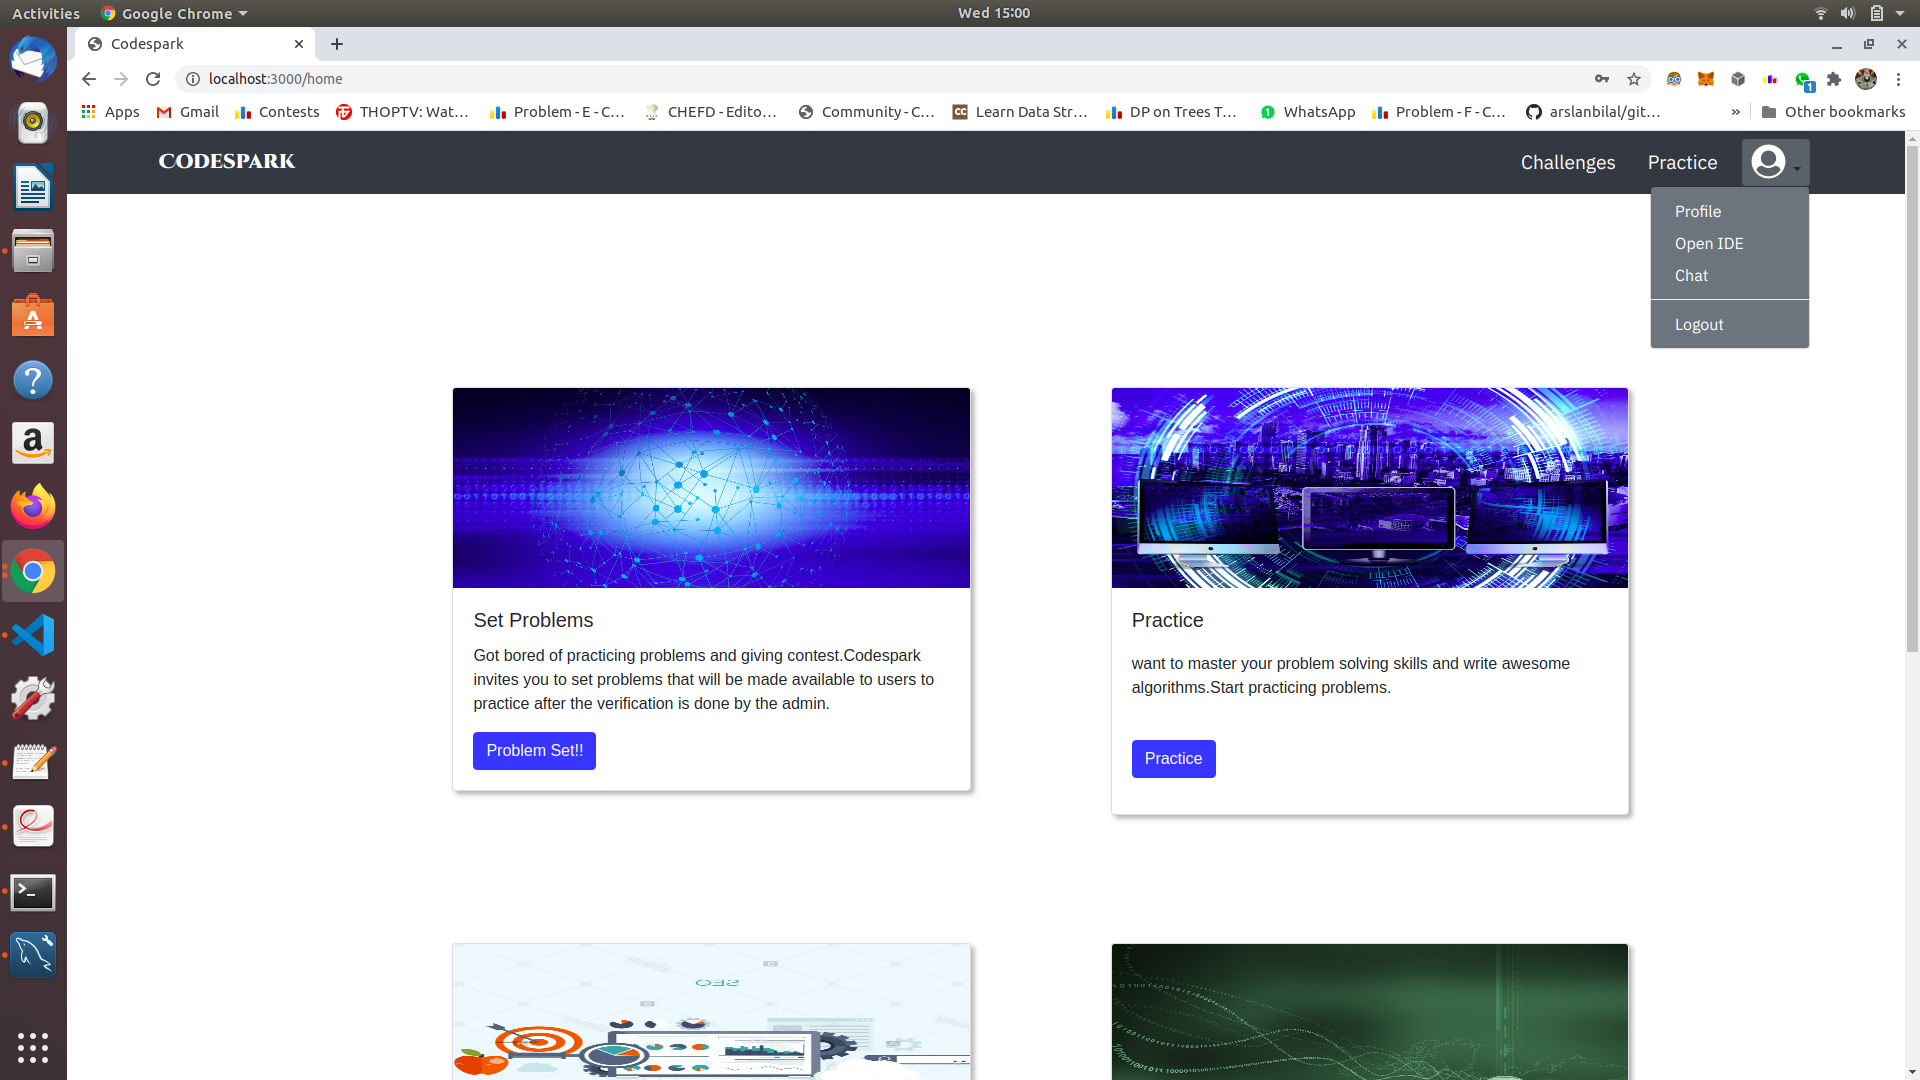 Activities
Google Chrome
Wed 15:00
Codespark
localhost:3000/home
1
Apps
Gmail
Contests
THOPTV: Wat...
Problem - E - C...
CHEFD - Edito...
Community - C...
CC
Learn Data Str...
DP on Trees T...
WhatsApp
Problem - F - C...
arslanbilal/git...
»
Other bookmarks
CODESPARK
Challenges
Practice
Profile
Open IDE
Chat
Logout
Set Problems
Got bored of practicing problems and giving contest.Codespark
invites you to set problems that will be made available to users to
practice after the verification is done by the admin.
Problem Set!!
Practice
want to master your problem solving skills and write awesome
algorithms.Start practicing problems.
Practice
SEO